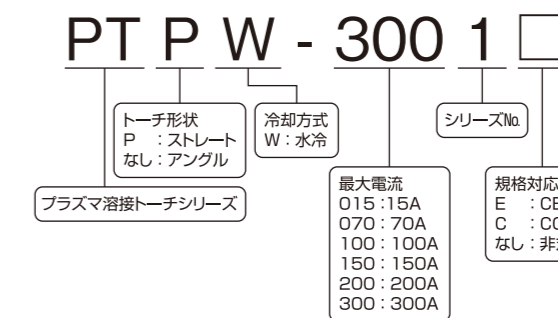 PT P W - 300 1
トーチ形状
P ：ストレート
なし：アングル
冷却方式
W：水冷
シリーズ№
プラズマ溶接トーチシリーズ
最大電流
015：15A
070：70A
100：100A
150：150A
200：200A
300：300A
規格対応
E ：
C ：
なし：